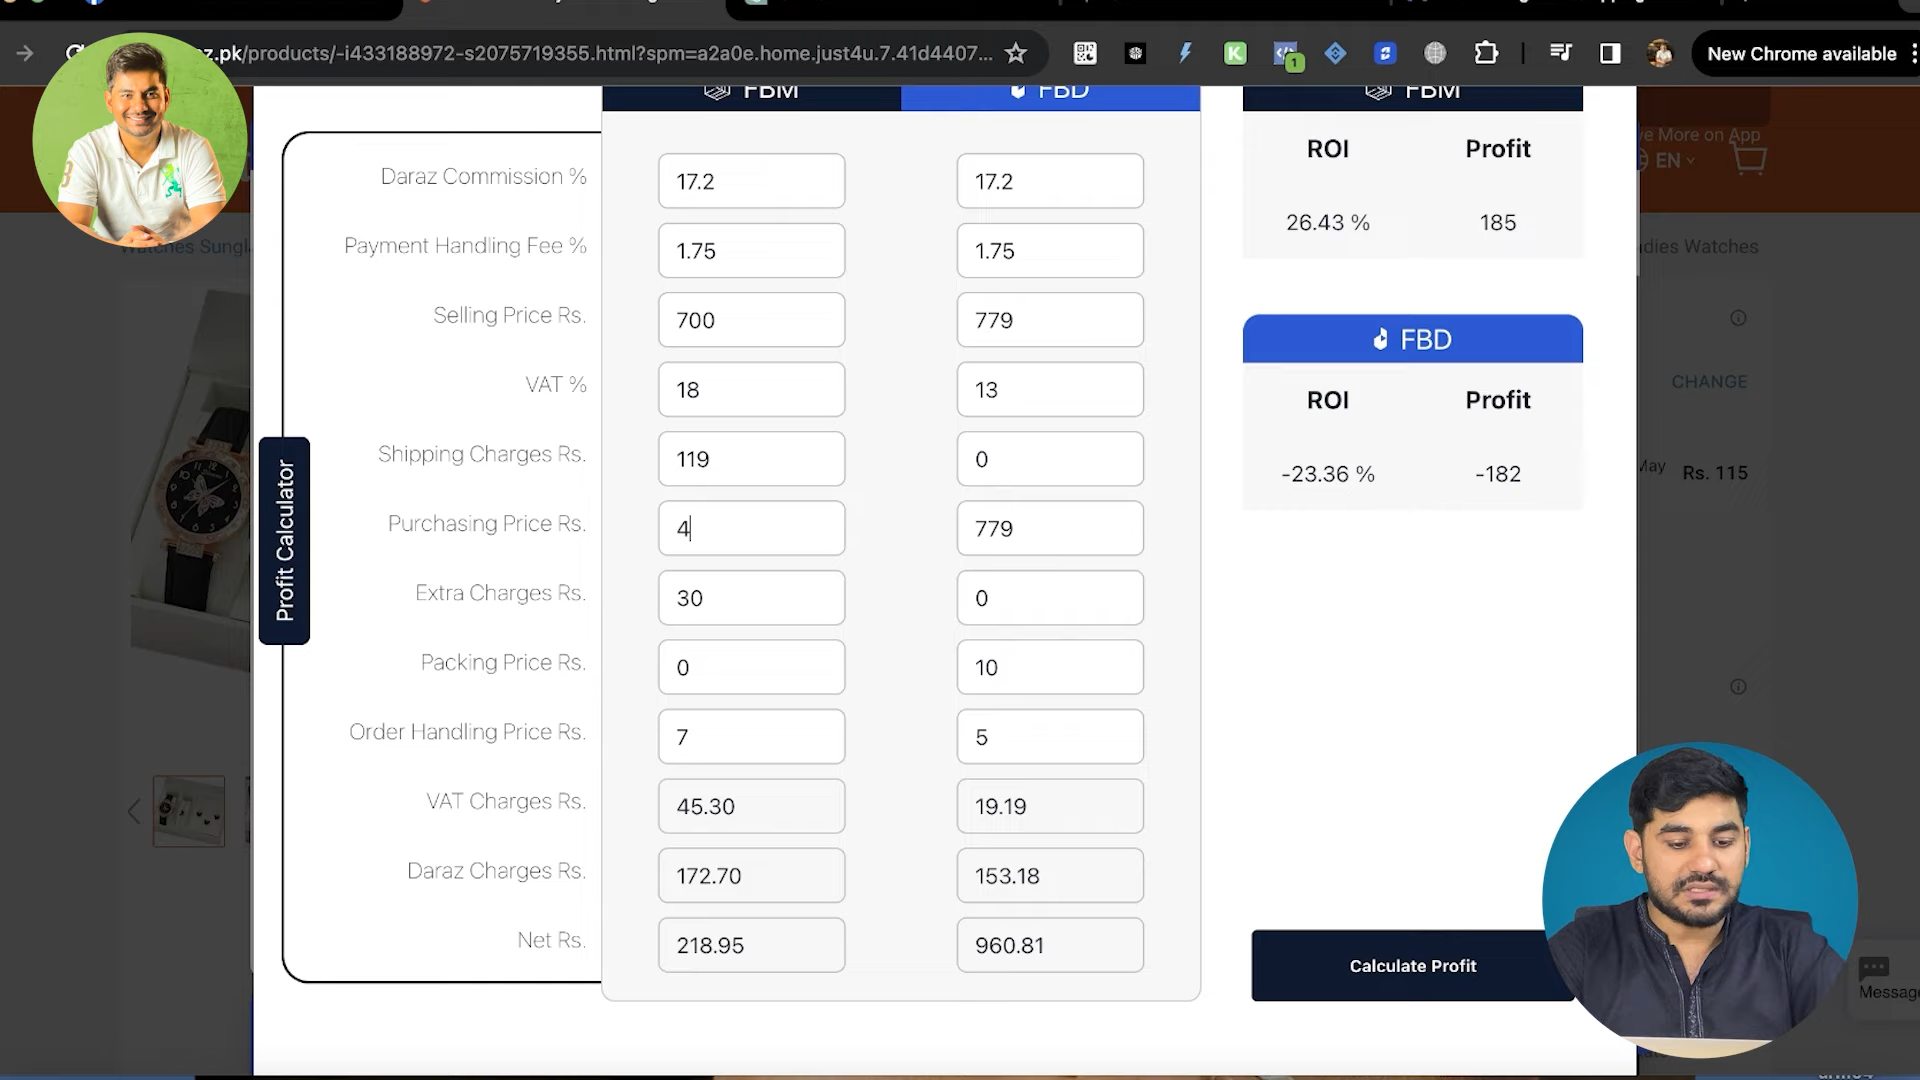 z.pk/products/-i433188972-s2075719355.html?spm=a2a0e.home.just4u.7.41d4407...
1
New Chrome available
FBM
FBD
FBM
e More on App
EN
Watches Sungl
dies Watches
Daraz Commission %
17.2
17.2
Payment Handling Fee %
1.75
1.75
Selling Price Rs.
700
779
VAT %
18
13
Shipping Charges Rs.
119
0
Purchasing Price Rs.
4
779
Extra Charges Rs.
30
0
Packing Price Rs.
0
10
Order Handling Price Rs.
7
5
VAT Charges Rs.
45.30
19.19
Daraz Charges Rs.
172.70
153.18
Net Rs.
218.95
960.81
Profit Calculator
ROI
Profit
26.43 %
185
FBD
ROI
Profit
-23.36 %
-182
CHANGE
May
Rs. 115
Calculate Profit
Messag